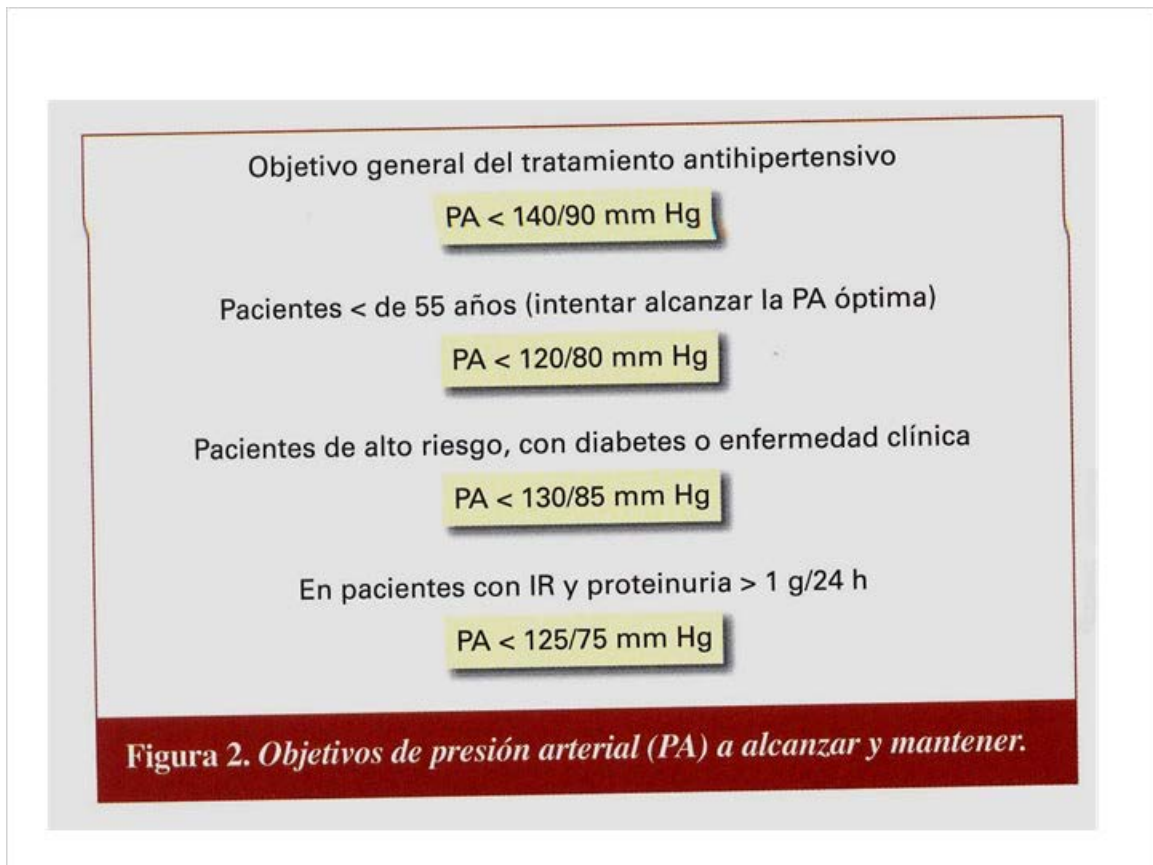 Objetivo general del tratamiento antihipertensivo
PA < 140/90 mm Hg
Pacientes < de 55 años (intentar alcanzar la PA óptima)
PA < 120/80 mm Hg
Pacientes de alto riesgo, con diabetes o enfermedad clínica
PA < 130/85 mm Hg
En pacientes con IR y proteinuria > 1 g/24 h
PA < 125/75 mm Hg
Figura 2. Objetivos de presión arterial (PA) a alcanzar y mantener.